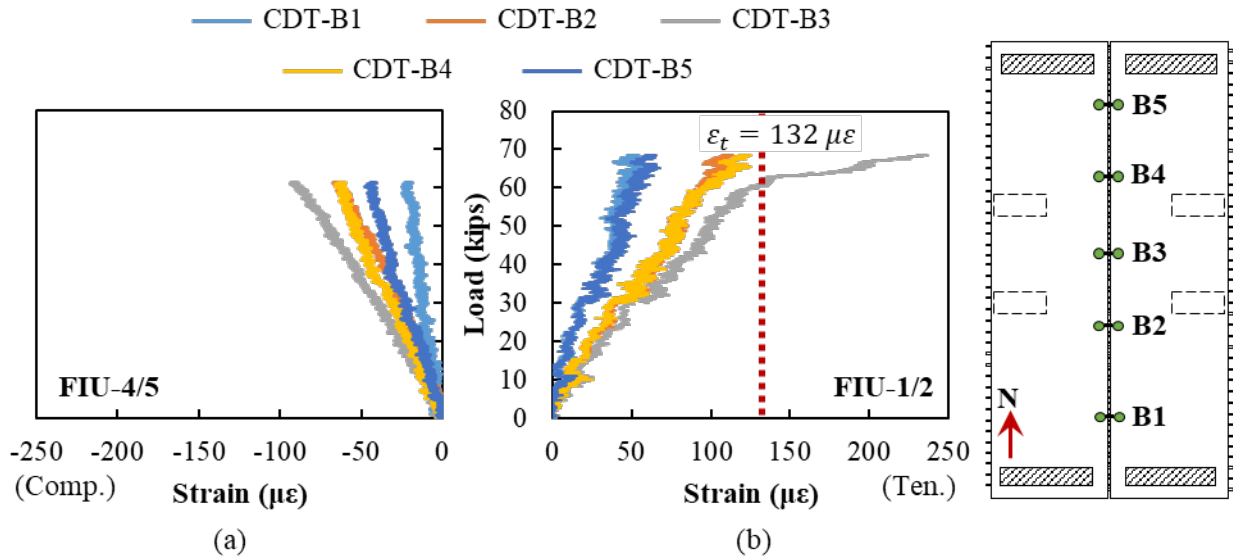 CDT-B1 CDT-B2 CDT-B3
CDT-B4 CDT-B5
80
70
60
50
40
30
20
10
0
Load (kips)
εt = 132 με
FIU-4/5
FIU-1/2
-250 -200 -150 -100 -50 0
0 50 100 150 200 250
(Comp.) Strain (με)
Strain (με) (Ten.)
(a)
(b)
B5
B4
B3
B2
B1
N